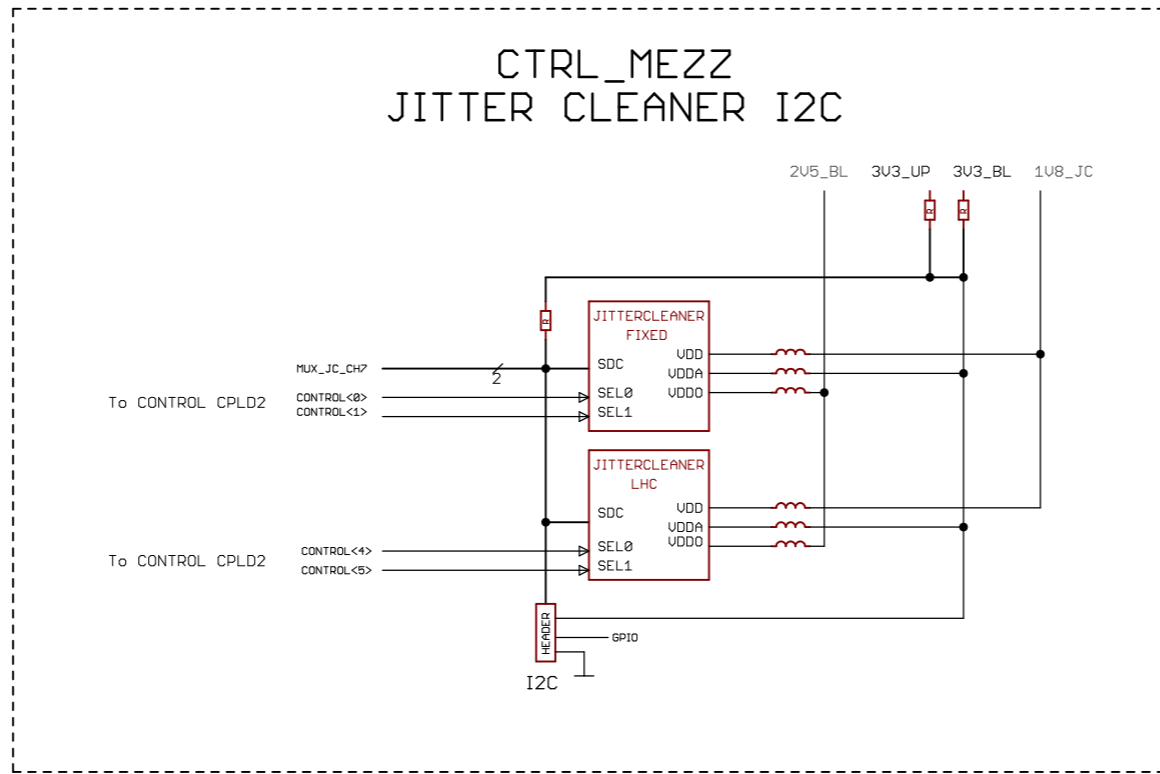 CTRL_MEZZ
JITTER CLEANER I2C
2V5_BL 3V3_UP 3V3_BL 1V8_JC
R R
JITTERCLEANER
FIXED
R
VDD
SDC
MUX_JC_CH7
2
VDDA
VDDO
To CONTROL CPLD2
CONTROL<0>
SEL0
CONTROL<1>
SEL1
JITTERCLEANER
LHC
VDD
SDC
VDDA
VDDO
To CONTROL CPLD2
CONTROL<4>
SEL0
CONTROL<5>
SEL1
HEADER
GPIO
I2C